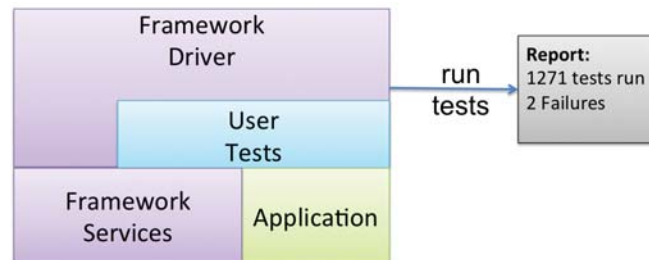 Framework
Driver
User
Tests
Framework
Services
Application
run
tests
Report:
1271 tests run
2 Failures